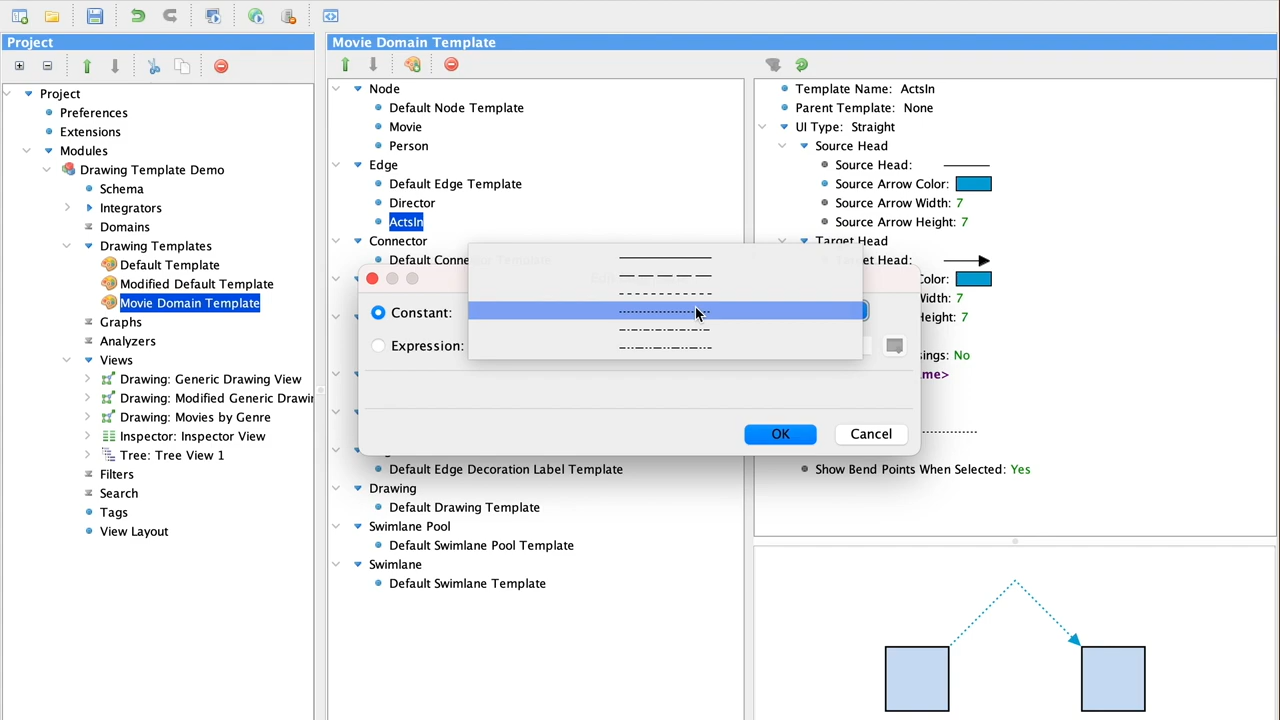 Project
Project
Preferences
Extensions
Modules
Drawing Template Demo
Schema
Integrators
Domains
Drawing Templates
Default Template
Modified Default Template
Movie Domain Template
Graphs
Analyzers
Views
Drawing: Generic Drawing View
Drawing: Modified Generic Drawin
Drawing: Movies by Genre
Inspector: Inspector View
Tree: Tree View 1
Filters
Search
Tags
View Layout
Movie Domain Template
Node
Default Node Template
Movie
Person
Edge
Default Edge Template
Director
ActsIn
Connector
Default Connector Template
Constant:
Expression:
OK
Cancel
Default Edge Decoration Label Template
Drawing
Default Drawing Template
Swimlane Pool
Default Swimlane Pool Template
Swimlane
Default Swimlane Template
Template Name: ActsIn
Parent Template: None
UI Type: Straight
Source Head
Source Head:
Source Arrow Color:
Source Arrow Width: 7
Source Arrow Height: 7
Target Head
Target Head:
Color:
Width: 7
Height: 7
sings: No
me>
Show Bend Points When Selected: Yes